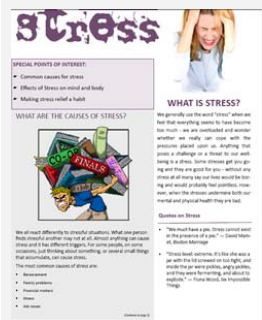 stress
SPECIAL POINTS OF INTEREST:
Common causes for stress
Effects of Stress on mind and body
Making stress relief a habit
WHAT ARE THE CAUSES OF STRESS?
CO-OP
FINALS
We all react differently to stressful situations. What one person
finds stressful another may not at all. Almost anything can cause
stress and it has different triggers. For some people, on some
occasions, just thinking about something, or several small things
that accumulate, can cause stress.
The most common causes of stress are:
Bereavement
Family problems
Financial matters
Illness
Job issues
WHAT IS STRESS?
We generally use the word "stress" when we
feel that everything seems to have become
too much - we are overloaded and wonder
whether we really can cope with the
pressures placed upon us. Anything that
poses a challenge or a threat to our well-
being is a stress. Some stresses get you go-
ing and they are good for you – without any
stress at all many say our lives would be bor-
ing and would probably feel pointless. How-
ever, when the stresses undermine both our
mental and physical health they are bad.
Quotes on Stress
"We must have a pie. Stress cannot exist
in the presence of a pie." — David Mam-
et, Boston Marriage
"Stress level: extreme. It's like she was a
jar with the lid screwed on too tight, and
inside the jar were pickles, angry pickles,
and they were fermenting, and about to
explode." — Fiona Wood, Six Impossible
Things